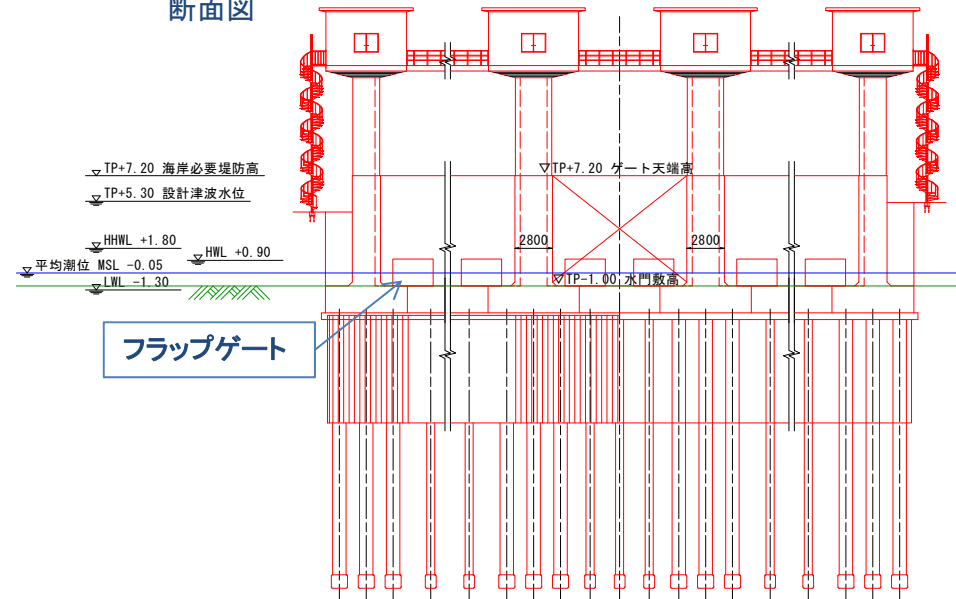 断面図
TP+7.20 海岸必要堤防高
TP+7.20 ゲート天端高
TP+5.30 設計津波水位
HHWL +1.80
HWL +0.90
2800
2800
平均潮位 MSL -0.05
LWL -1.30
TP-1.00 水門敷高
フラップゲート